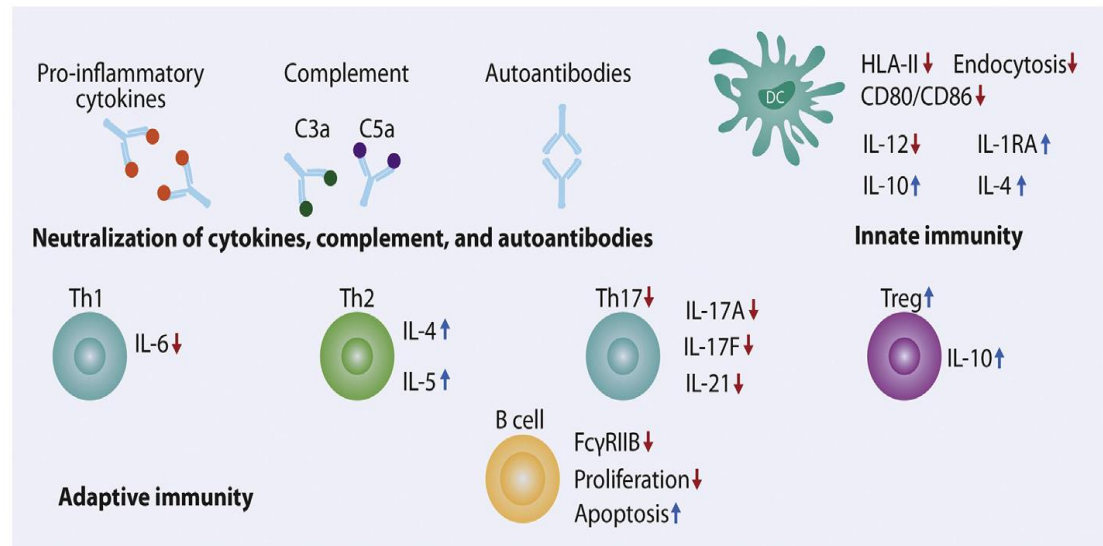 Pro-inflammatory
cytokines
Complement
C3a C5a
Autoantibodies
DC
HLA-II↓ Endocytosis↓
CD80/CD86↓
IL-12↓ IL-1RA↑
IL-10↑ IL-4↑
Neutralization of cytokines, complement, and autoantibodies
Innate immunity
Th1
IL-6↓
Th2
IL-4↑
IL-5↑
Th17↓
IL-17A↓
IL-17F↓
IL-21↓
Treg↑
IL-10↑
B cell
FcγRIIB↓
Proliferation↓
Apoptosis↑
Adaptive immunity